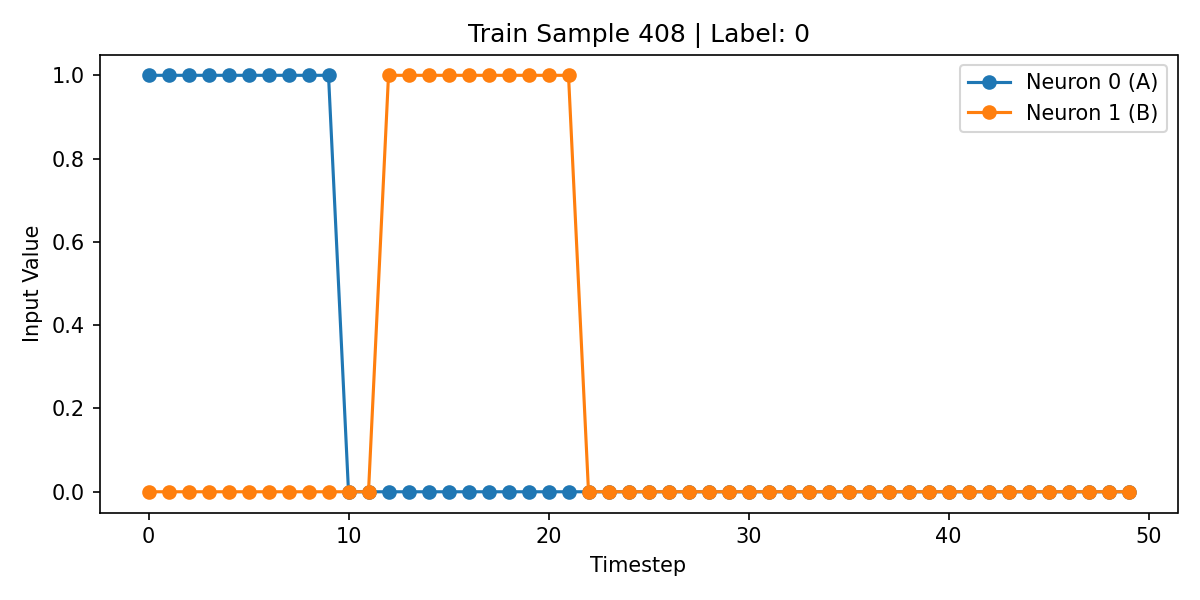 Train Sample 408 | Label: 0
Neuron 0 (A)
Neuron 1 (B)
1.0
0.8
0.6
0.4
0.2
0.0
Input Value
0 10 20 30 40 50
Timestep